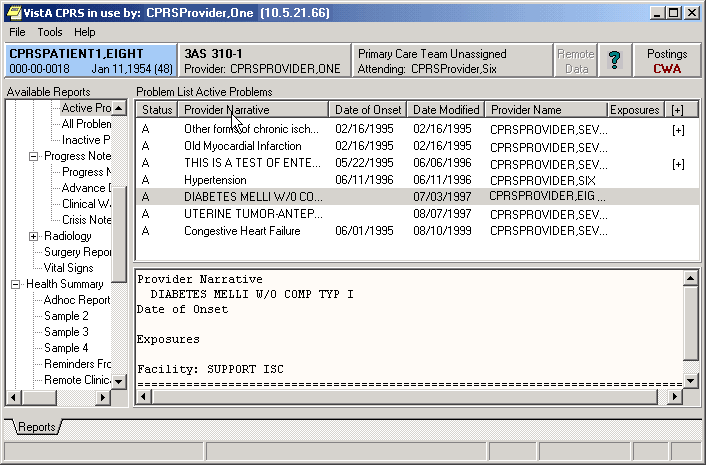 VistA CPRS in use by: CPRSProvider,One (10.5.21.66)
File Tools Help
CPRSPATIENT1,EIGHT
000-00-0018 Jan 11,1954 (48)
3AS 310-1
Provider: CPRSPROVIDER,ONE
Primary Care Team Unassigned
Attending: CPRSProvider,Six
Remote
Data
?
Postings
CWA
Available Reports
Active Pro
All Problem
Inactive P
Progress Note
Progress N
Advance D
Clinical W
Crisis Note
Radiology
Surgery Repor
Vital Signs
Health Summary
Adhoc Report
Sample 2
Sample 3
Sample 4
Reminders Fro
Remote Clinica
Problem List Active Problems
Status Provider Narrative Date of Onset Date Modified Provider Name Exposures [+]
A Other forms of chronic isch... 02/16/1995 02/16/1995 CPRSPROVIDER,SEV... [+]
A Old Myocardial Infarction 02/16/1995 02/16/1995 CPRSPROVIDER,SEV...
A THIS IS A TEST OF ENTE... 05/22/1995 06/06/1996 CPRSPROVIDER,SEV... [+]
A Hypertension 06/11/1996 06/11/1996 CPRSPROVIDER,SIX
A DIABETES MELLI W/O CO... 07/03/1997 CPRSPROVIDER,EIG ...
A UTERINE TUMOR-ANTEP... 08/07/1997 CPRSPROVIDER,SEV...
A Congestive Heart Failure 06/01/1995 08/10/1999 CPRSPROVIDER,SEV...
Provider Narrative
DIABETES MELLI W/O COMP TYP I
Date of Onset
Exposures
Facility: SUPPORT ISC
Reports